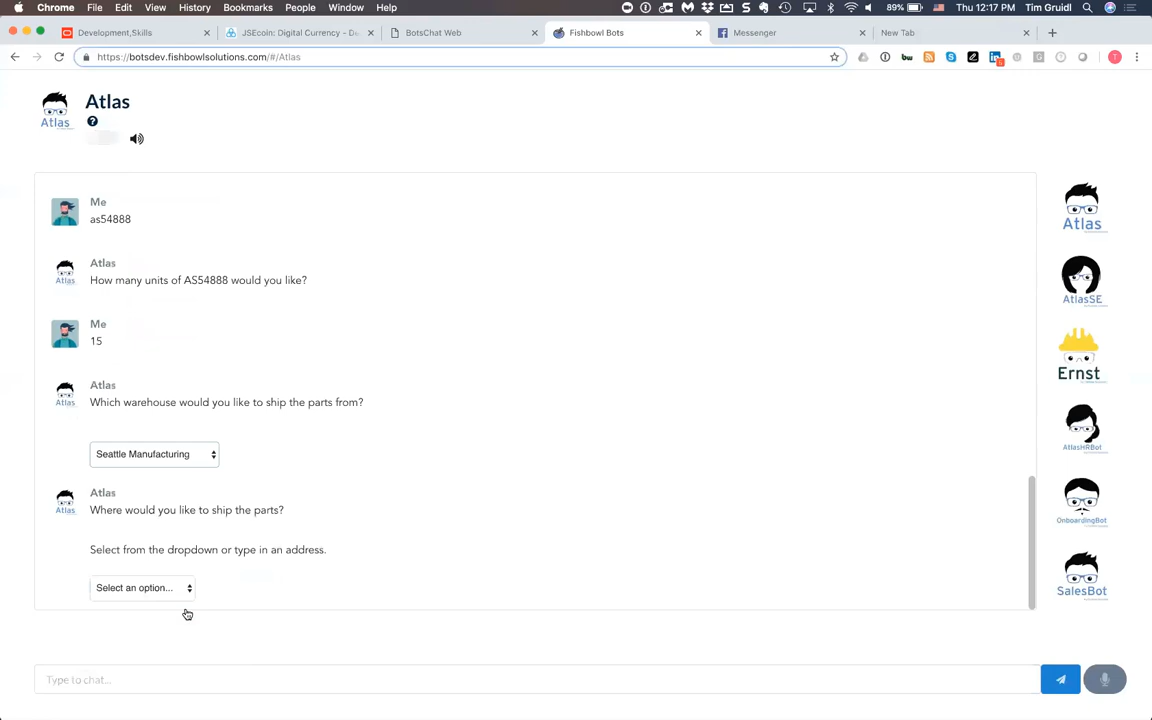 Chrome File Edit View History Bookmarks People Window Help 89% Thu 12:17 PM Tim Gruidl
Development,Skills JSEcoin: Digital Currency - De BotsChat Web Fishbowl Bots Messenger New Tab
https://botsdev.fishbowlsolutions.com/#/Atlas
Atlas
Atlas
Me
as54888
Atlas
Atlas
How many units of AS54888 would you like?
Me
15
Atlas
Atlas
Which warehouse would you like to ship the parts from?
Seattle Manufacturing
Atlas
Atlas
Where would you like to ship the parts?
Select from the dropdown or type in an address.
Select an option...
Type to chat...
Atlas
AtlasSE
Ernst
AtlasHRBot
OnboardingBot
SalesBot